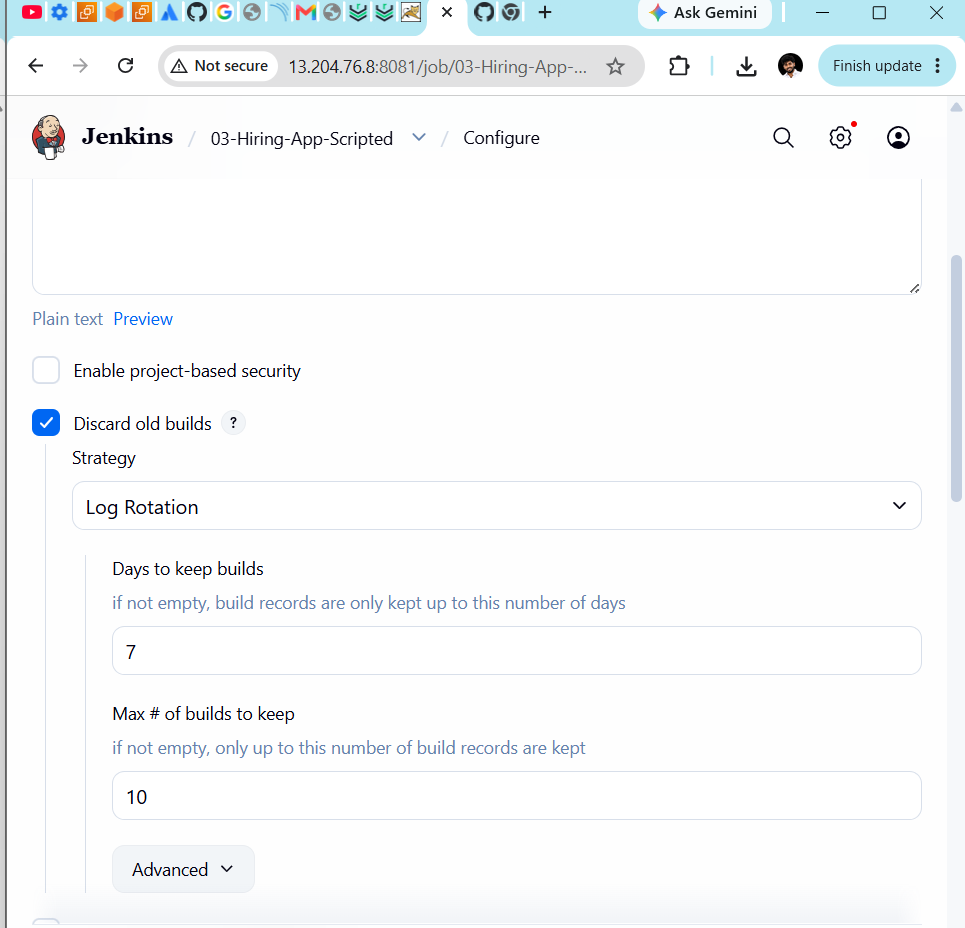 Ask Gemini
Not secure
13.204.76.8:8081/job/03-Hiring-App-...
Finish update
Jenkins / 03-Hiring-App-Scripted / Configure
Plain text Preview
Enable project-based security
Discard old builds ?
Strategy
Log Rotation
Days to keep builds
if not empty, build records are only kept up to this number of days
7
Max # of builds to keep
if not empty, only up to this number of build records are kept
10
Advanced